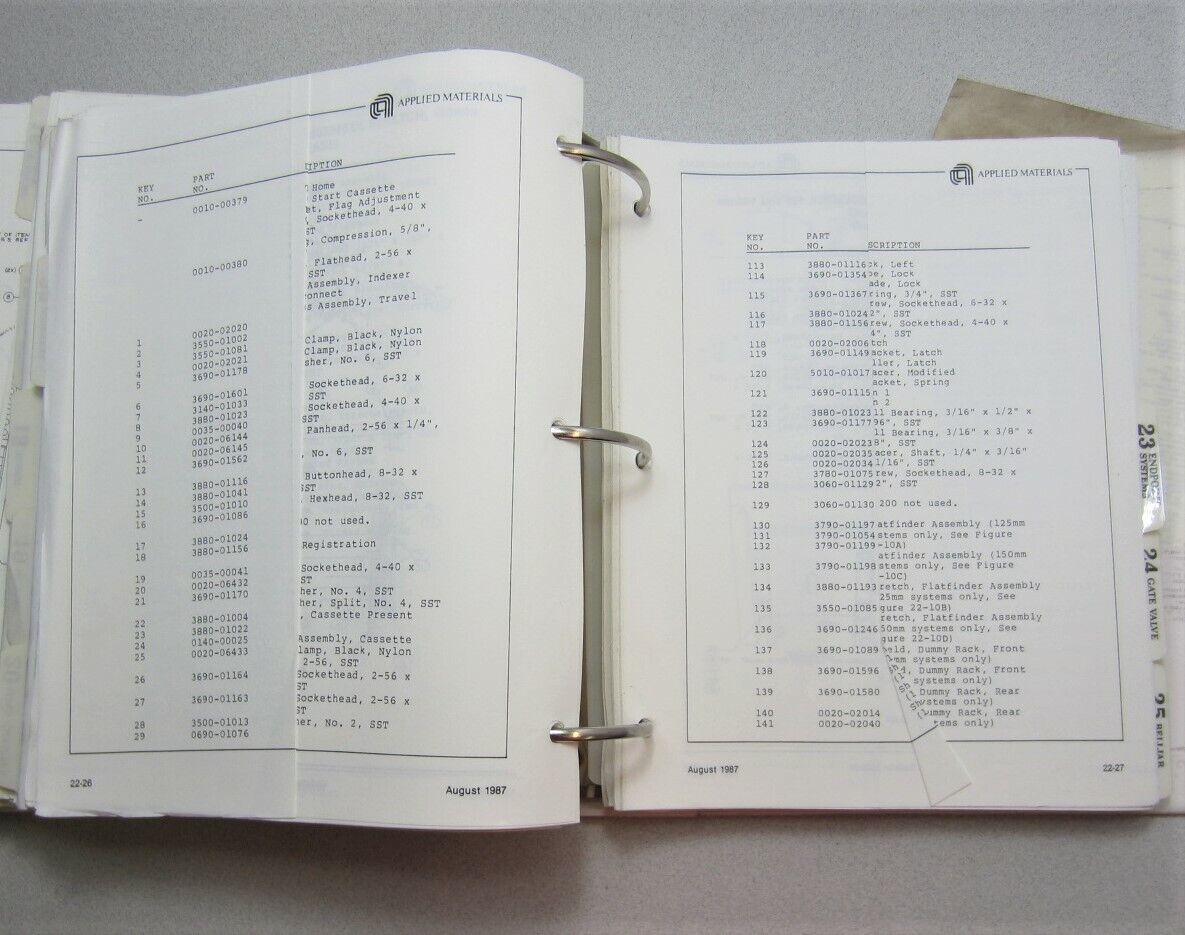 APPLIED MATERIALS
KEY PART IPTION
NO. NO.
- 0010-00379 Home
Start Cassette
et, Flag Adjustment
, Sockethead, 4-40 x
ST
, Compression, 5/8",
0010-00380 Flathead, 2-56 x
SST
Assembly, Indexer
onnect
s Assembly, Travel
0020-02020
1 3550-01002 Clamp, Black, Nylon
2 3550-01081 Clamp, Black, Nylon
3 0020-02021 sher, No. 6, SST
4 3690-01178
5 Sockethead, 6-32 x
3690-01601 SST
6 3140-01033 Sockethead, 4-40 x
7 3880-01023 SST
8 0035-00040 Panhead, 2-56 x 1/4",
9 0020-06144
10 0020-06145 , No. 6, SST
11 3690-01562
12 Buttonhead, 8-32 x
3880-01116 SST
13 3880-01041 Hexhead, 8-32, SST
14 3500-01010
15 3690-01086 00 not used.
16
17 3880-01024 Registration
18 3880-01156
19 0035-00041 Sockethead, 4-40 x
20 0020-06432 ST
21 3690-01170 her, No. 4, SST
her, Split, No. 4, SST
22 3880-01004 , Cassette Present
23 3880-01022
24 0140-00025 Assembly, Cassette
25 0020-06433 lamp, Black, Nylon
2-56, SST
26 3690-01164 Sockethead, 2-56 x
ST
27 3690-01163 Sockethead, 2-56 x
ST
28 3500-01013 her, No. 2, SST
29 0690-01076
22-26 August 1987
APPLIED MATERIALS
KEY PART
NO. NO. SCRIPTION
113 3880-01116 ck, Left
114 3690-01354 pe, Lock
ade, Lock
115 3690-01367 ring, 3/4", SST
rew, Sockethead, 6-32 x
116 3880-01024 2", SST
117 3880-01156 rew, Sockethead, 4-40 x
4", SST
118 0020-02006 tch
119 3690-01149 acket, Latch
ller, Latch
120 5010-01017 acer, Modified
acket, Spring
121 3690-01115 n 1
n 2
122 3880-01023 ll Bearing, 3/16" x 1/2" x
123 3690-01177 96", SST
ll Bearing, 3/16" x 3/8" x
124 0020-02023 8", SST
125 0020-02035 acer, Shaft, 1/4" x 3/16"
126 0020-02034 1/16", SST
127 3780-01075 rew, Sockethead, 8-32 x
128 3060-01129 2", SST
129 3060-01130 200 not used.
130 3790-01197 atfinder Assembly (125mm
131 3790-01054 stems only, See Figure
132 3790-01199 -10A)
atfinder Assembly (150mm
133 3790-01198 stems only, See Figure
-10C)
134 3880-01193 retch, Flatfinder Assembly
25mm systems only, See
135 3550-01085 gure 22-10B)
retch, Flatfinder Assembly
136 3690-01246 50mm systems only, See
gure 22-10D)
137 3690-01089 eld, Dummy Rack, Front
mm systems only)
138 3690-01596 , Dummy Rack, Front
systems only)
139 3690-01580 , Dummy Rack, Rear
ystems only)
140 0020-02014 ummy Rack, Rear
141 0020-02040 tems only)
August 1987 22-27
23 SYSTEMS
24 GATE VALVE
25 BELLJAR